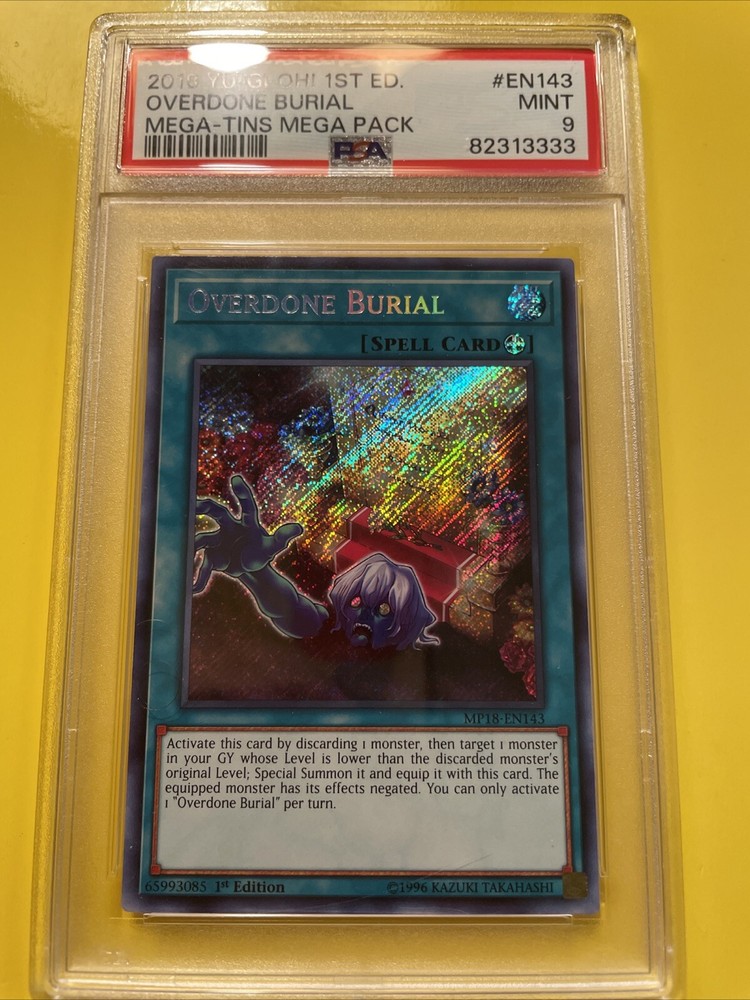 2018 YU-GI-OH! 1ST ED. #EN143
OVERDONE BURIAL MINT
MEGA-TINS MEGA PACK 9
PSA 82313333
OVERDONE BURIAL
[SPELL CARD]
MP18-EN143
Activate this card by discarding 1 monster, then target 1 monster
in your GY whose Level is lower than the discarded monster's
original Level; Special Summon it and equip it with this card. The
equipped monster has its effects negated. You can only activate
1 "Overdone Burial" per turn.
65993085 1st Edition ©1996 KAZUKI TAKAHASHI